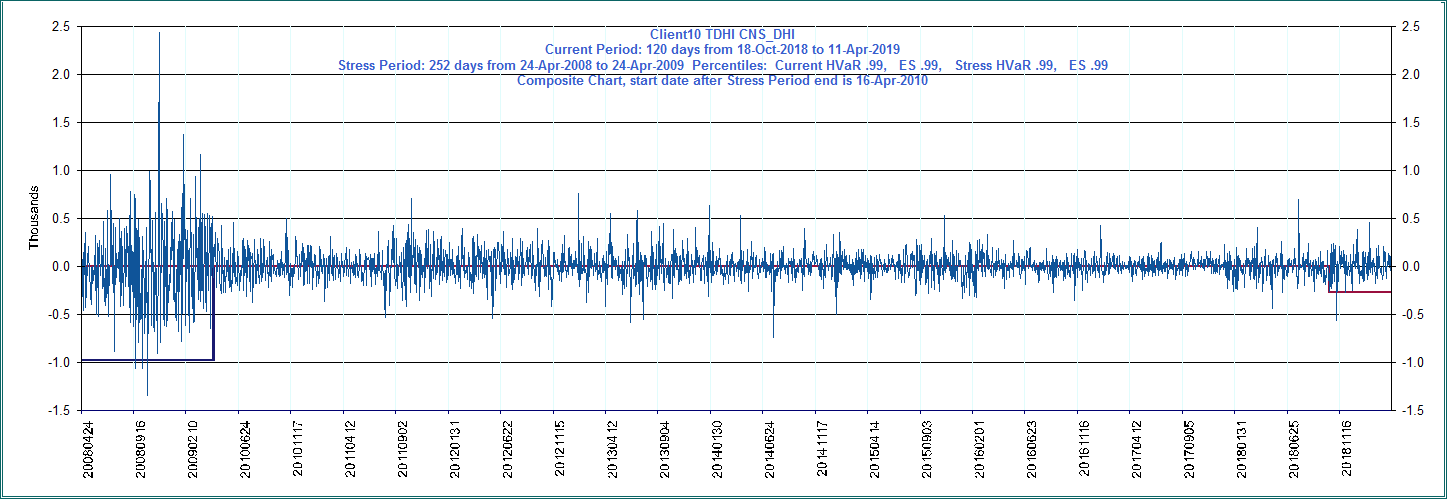 Client10 TDHI CNS_DHI
Current Period: 120 days from 18-Oct-2018 to 11-Apr-2019
Stress Period: 252 days from 24-Apr-2008 to 24-Apr-2009 Percentiles: Current HVaR .99, ES .99, Stress HVaR .99, ES .99
Composite Chart, start date after Stress Period end is 16-Apr-2010
2.5 2.5
2.0 2.0
1.5 1.5
1.0 1.0
0.5 0.5
0.0 0.0
-0.5 -0.5
-1.0 -1.0
-1.5 -1.5
Thousands
20080424 20080916 20090210 20100624 20101117 20110412 20110902 20120131 20120622 20121115 20130412 20130904 20140130 20140624 20141117 20150414 20150903 20160201 20160623 20161116 20170412 20170905 20180131 20180625 20181116